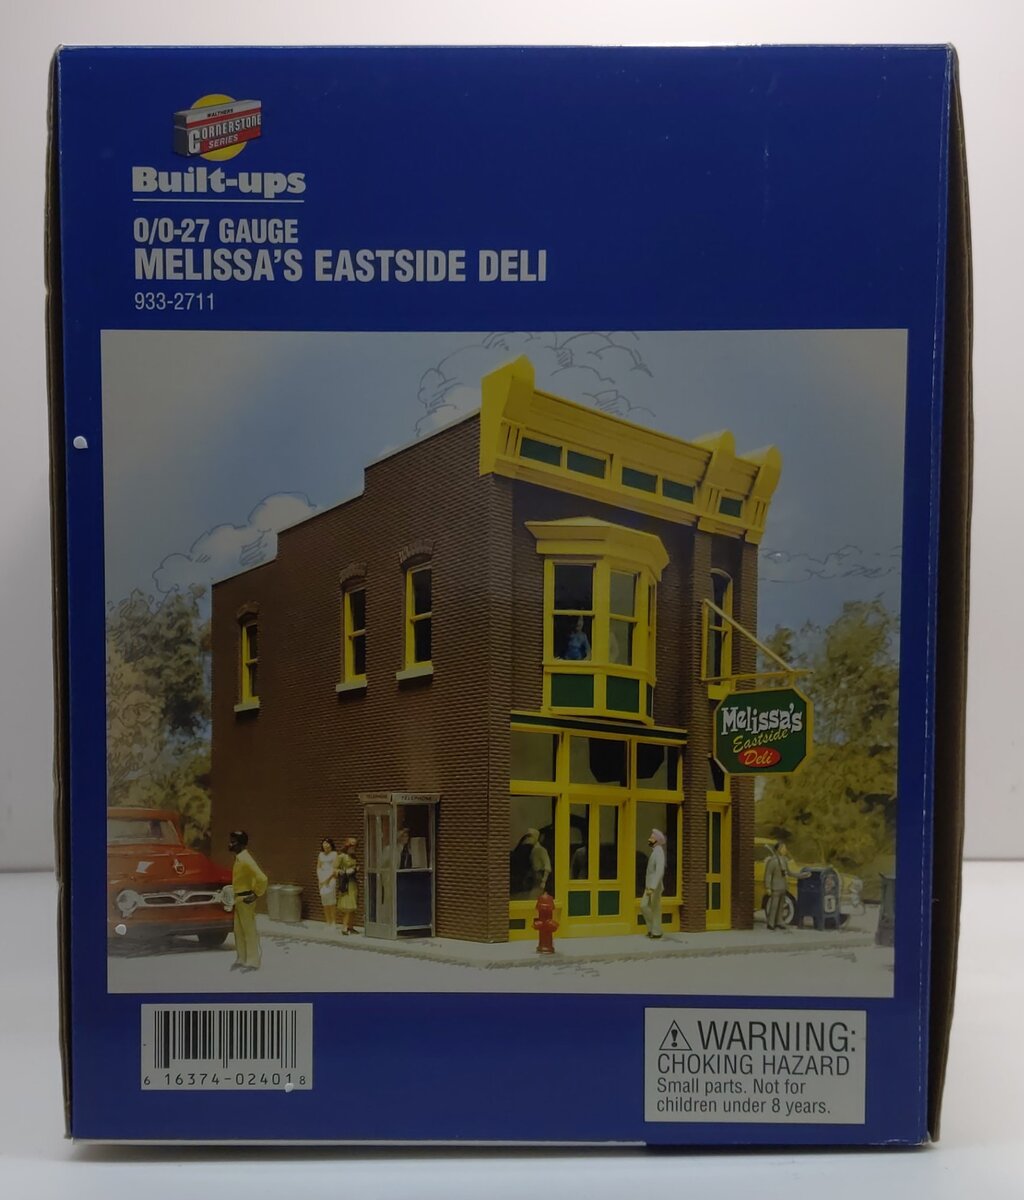 WALTHERS
CORNERSTONE
SERIES
Built-ups
O/O-27 GAUGE
MELISSA'S EASTSIDE DELI
933-2711
Melissa's
Eastside
Deli
TELEPHONE
TELEPHONE
6 16374-02401 8
WARNING:
CHOKING HAZARD
Small parts. Not for
children under 8 years.